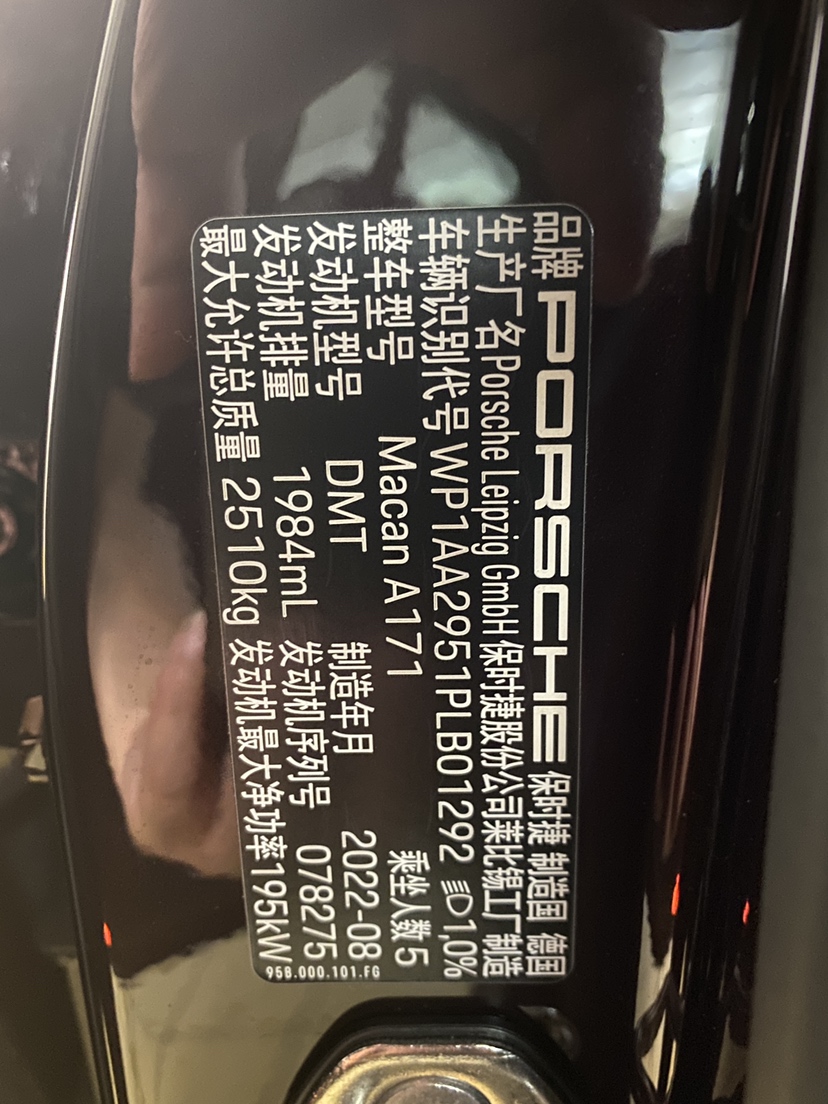 品牌 PORSCHE 保时捷 制造国 德国
生产厂名Porsche Leipzig GmbH 保时捷股份公司莱比锡工厂 制造
车辆识别代号 WP1AA2951PLB01292 1,0%
整车型号 Macan A171 乘坐人数 5
发动机型号 DMT 制造年月 2022-08
发动机排量 1984mL 发动机序列号 078275
最大允许总质量 2510kg 发动机最大净功率195kW
95B.000.101.FG